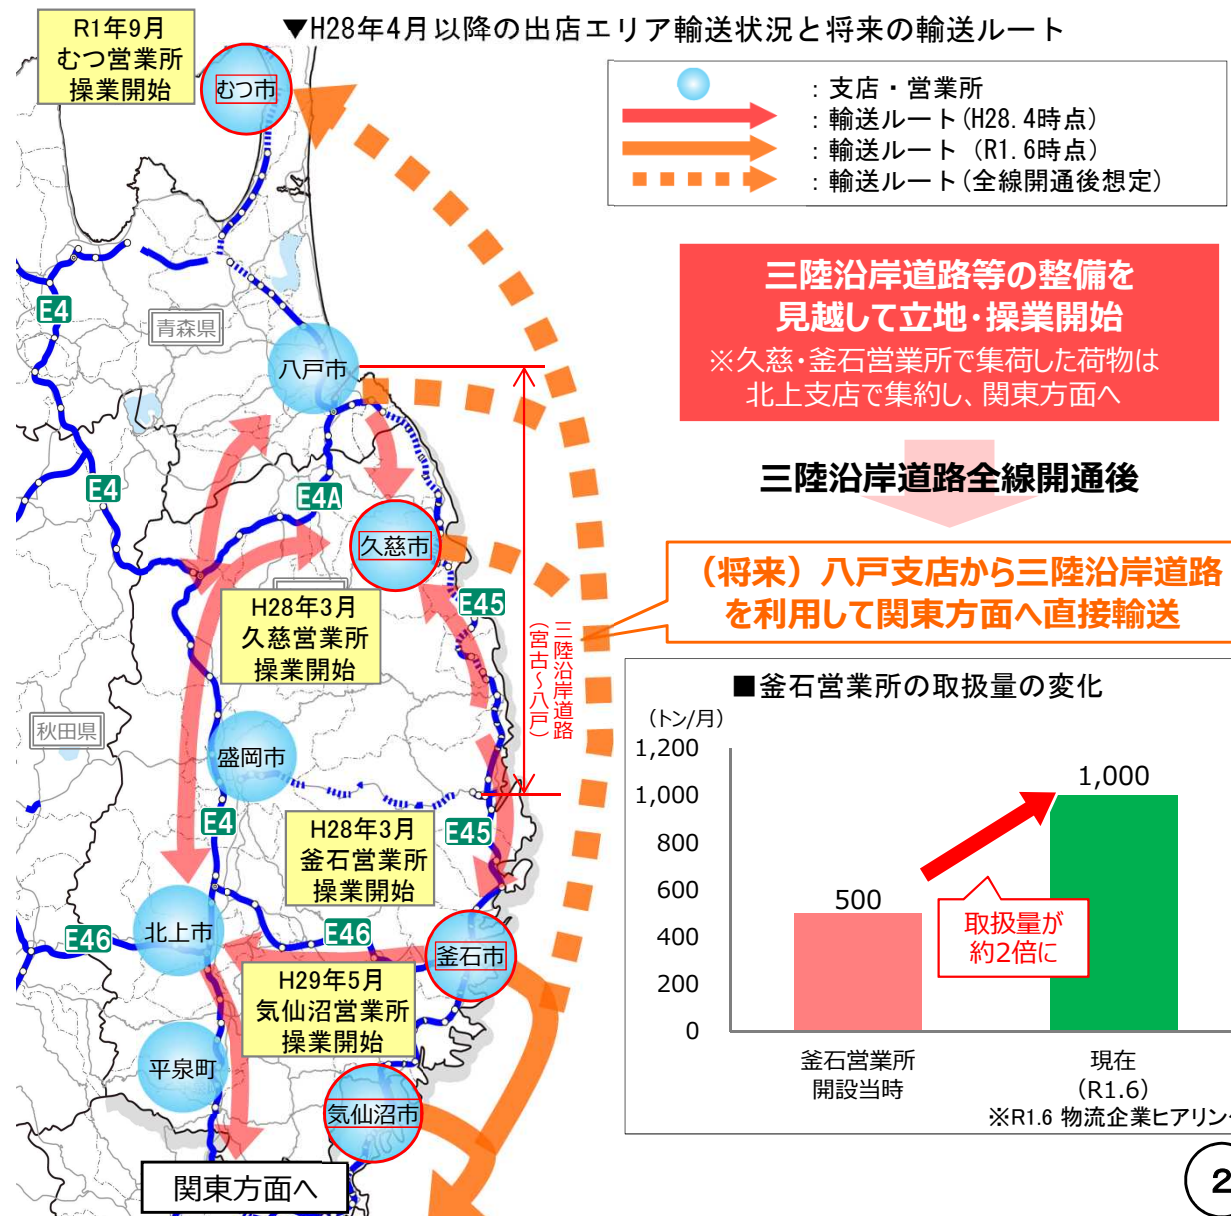 ▼H28年4月以降の出店エリア輸送状況と将来の輸送ルート
R1年9月
むつ営業所
操業開始
むつ市
：支店・営業所
：輸送ルート(H28.4時点)
：輸送ルート（R1.6時点)
：輸送ルート(全線開通後想定)
E4
青森県
八戸市
三陸沿岸道路等の整備を
見越して立地・操業開始
※久慈・釜石営業所で集荷した荷物は
北上支店で集約し、関東方面へ
三陸沿岸道路全線開通後
（将来）八戸支店から三陸沿岸道路
を利用して関東方面へ直接輸送
E4
E4A
久慈市
H28年3月
久慈営業所
操業開始
E45
三陸沿岸道路
（宮古～八戸）
秋田県
盛岡市
E4
E45
H28年3月
釜石営業所
操業開始
北上市
E46
E46
釜石市
H29年5月
気仙沼営業所
操業開始
平泉町
気仙沼市
関東方面へ
■釜石営業所の取扱量の変化
（トン/月）
1,200
1,000
800
600
400
200
0
500
1,000
取扱量が
約2倍に
釜石営業所
開設当時
現在
（R1.6）
※R1.6 物流企業ヒアリング
2